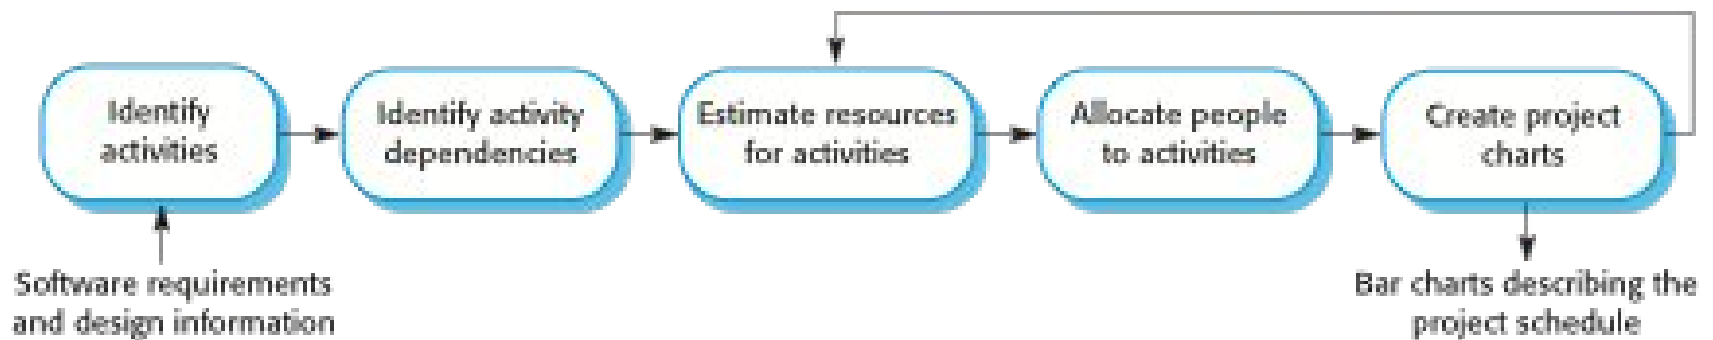 Identify
activities
Identify activity
dependencies
Estimate resources
for activities
Allocate people
to activities
Create project
charts
Software requirements
and design information
Bar charts describing the
project schedule